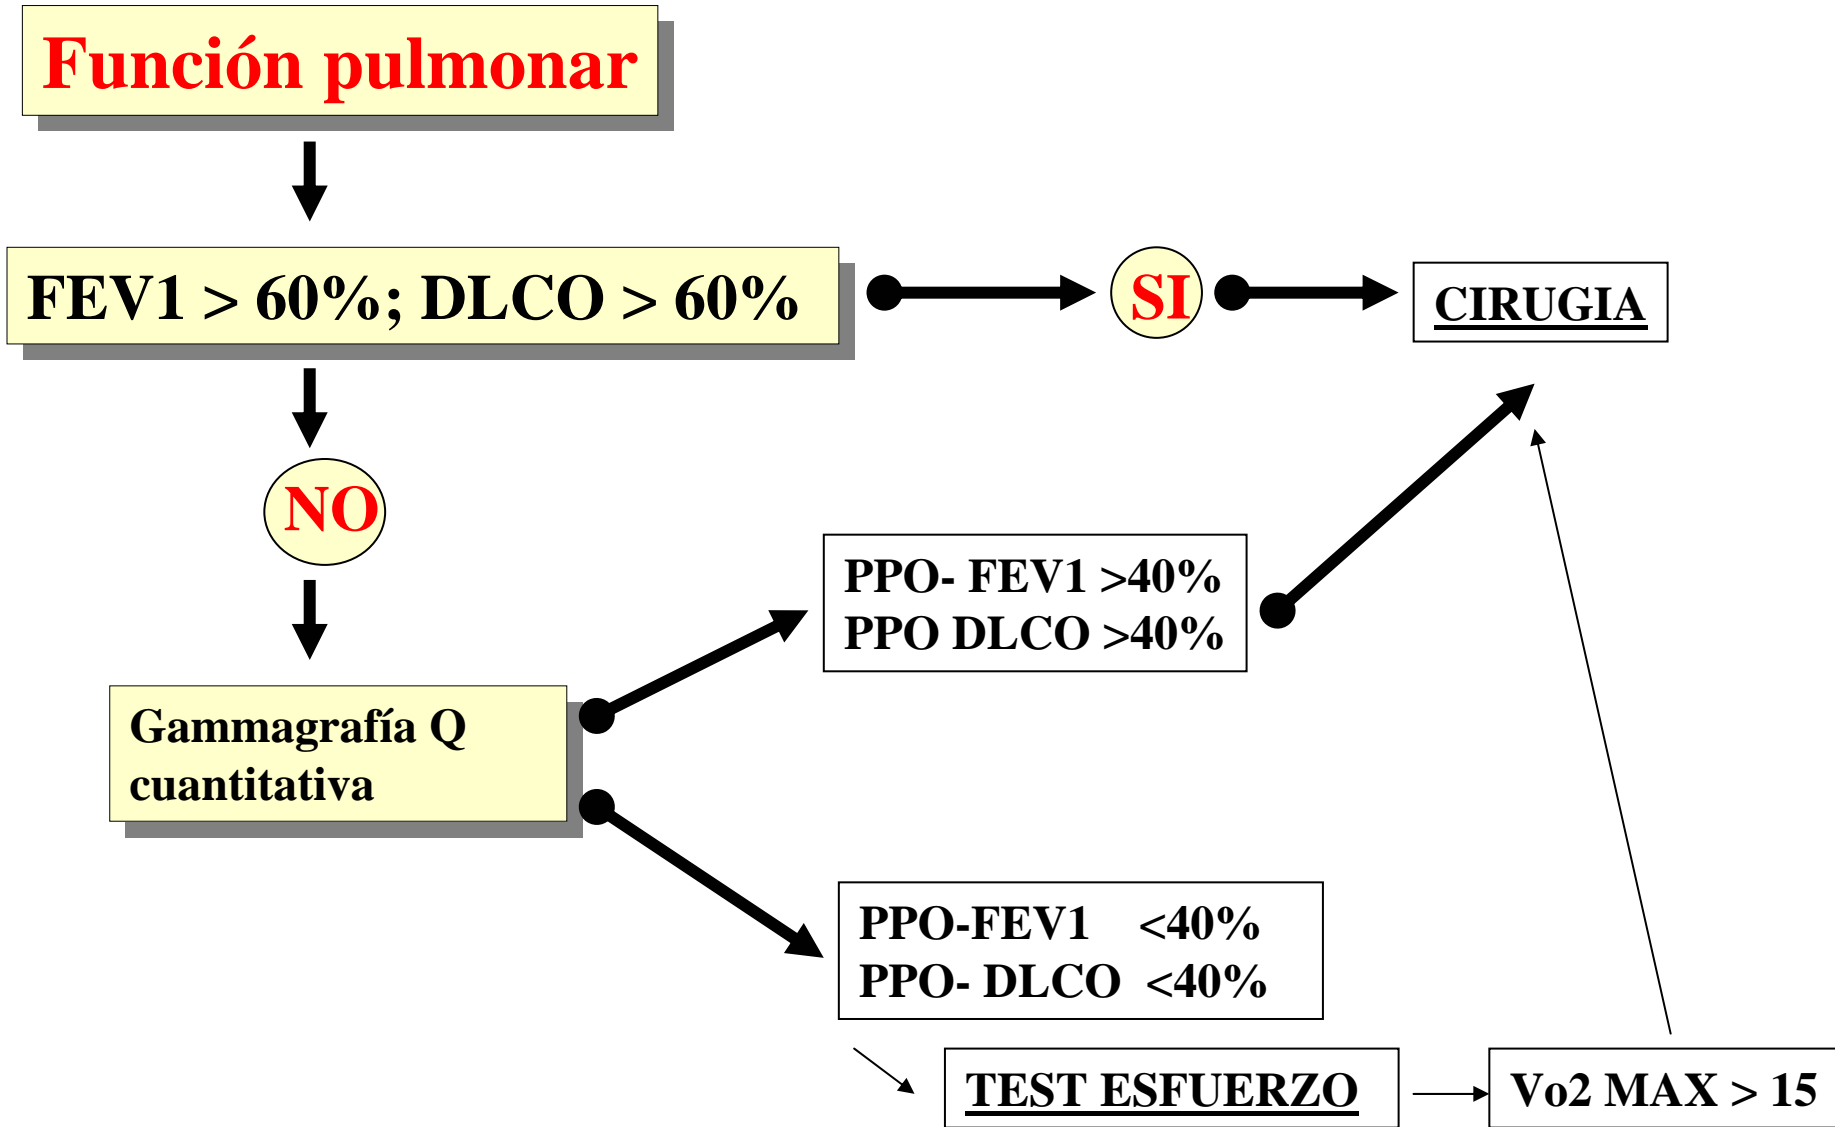 Función pulmonar
FEV1 > 60%; DLCO > 60%
SI
CIRUGIA
NO
PPO- FEV1 >40%
PPO DLCO >40%
Gammagrafía Q
cuantitativa
PPO-FEV1 <40%
PPO- DLCO <40%
TEST ESFUERZO
Vo2 MAX > 15